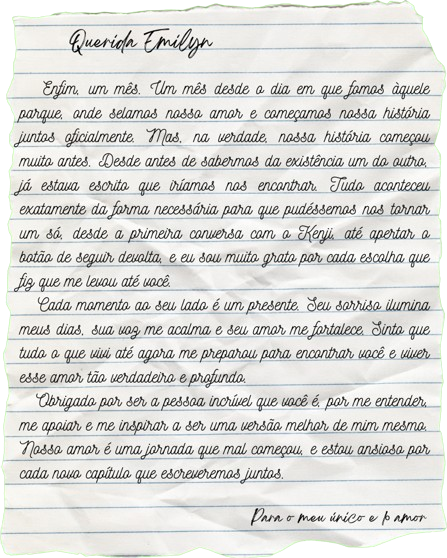 Querida Emilyn
Enfim, um mês. Um mês desde o dia em que fomos àquele
parque, onde selamos nosso amor e começamos nossa história
juntos oficialmente. Mas, na verdade, nossa história começou
muito antes. Desde antes de sabermos da existência um do outro,
já estava escrito que iríamos nos encontrar. Tudo aconteceu
exatamente da forma necessária para que pudéssemos nos tornar
um só, desde a primeira conversa com o Kenji, até apertar o
botão de seguir devolta, e eu sou muito grato por cada escolha que
fiz que me levou até você.
Cada momento ao seu lado é um presente. Seu sorriso ilumina
meus dias, sua voz me acalma e seu amor me fortalece. Sinto que
tudo o que vivi até agora me preparou para encontrar você e viver
esse amor tão verdadeiro e profundo.
Obrigado por ser a pessoa incrível que você é, por me entender,
me apoiar e me inspirar a ser uma versão melhor de mim mesmo.
Nosso amor é uma jornada que mal começou, e estou ansioso por
cada novo capítulo que escreveremos juntos.
Para o meu único e 1º amor